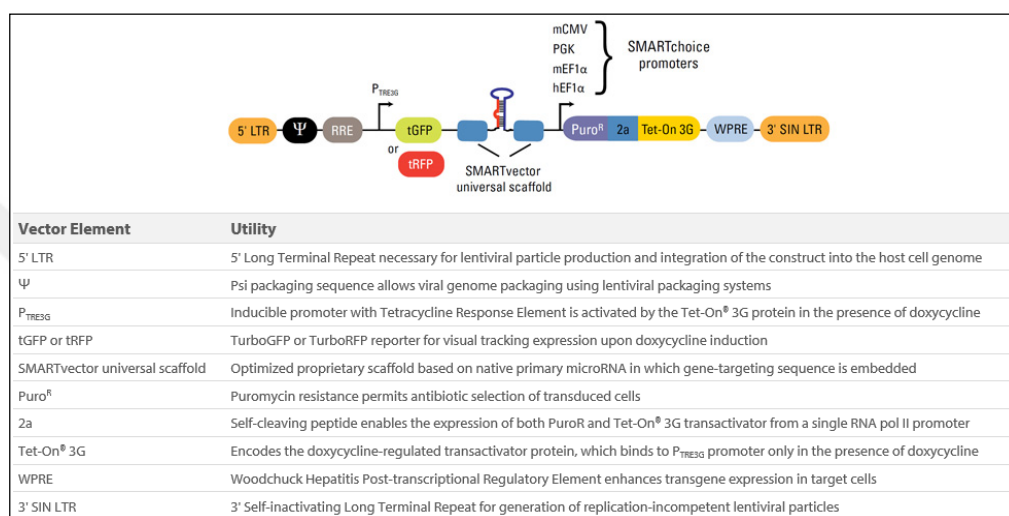 mCMV
PGK
mEF1α
hEF1α
SMARTchoice
promoters
P_TRE3G
5' LTR
Ψ
RRE
tGFP
or
tRFP
SMARTvector
universal scaffold
Puro^R
2a
Tet-On 3G
WPRE
3' SIN LTR
Vector Element Utility
5' LTR 5' Long Terminal Repeat necessary for lentiviral particle production and integration of the construct into the host cell genome
Ψ Psi packaging sequence allows viral genome packaging using lentiviral packaging systems
P_TRE3G Inducible promoter with Tetracycline Response Element is activated by the Tet-On® 3G protein in the presence of doxycycline
tGFP or tRFP TurboGFP or TurboRFP reporter for visual tracking expression upon doxycycline induction
SMARTvector universal scaffold Optimized proprietary scaffold based on native primary microRNA in which gene-targeting sequence is embedded
Puro^R Puromycin resistance permits antibiotic selection of transduced cells
2a Self-cleaving peptide enables the expression of both PuroR and Tet-On® 3G transactivator from a single RNA pol II promoter
Tet-On® 3G Encodes the doxycycline-regulated transactivator protein, which binds to P_TRE3G promoter only in the presence of doxycycline
WPRE Woodchuck Hepatitis Post-transcriptional Regulatory Element enhances transgene expression in target cells
3' SIN LTR 3' Self-inactivating Long Terminal Repeat for generation of replication-incompetent lentiviral particles